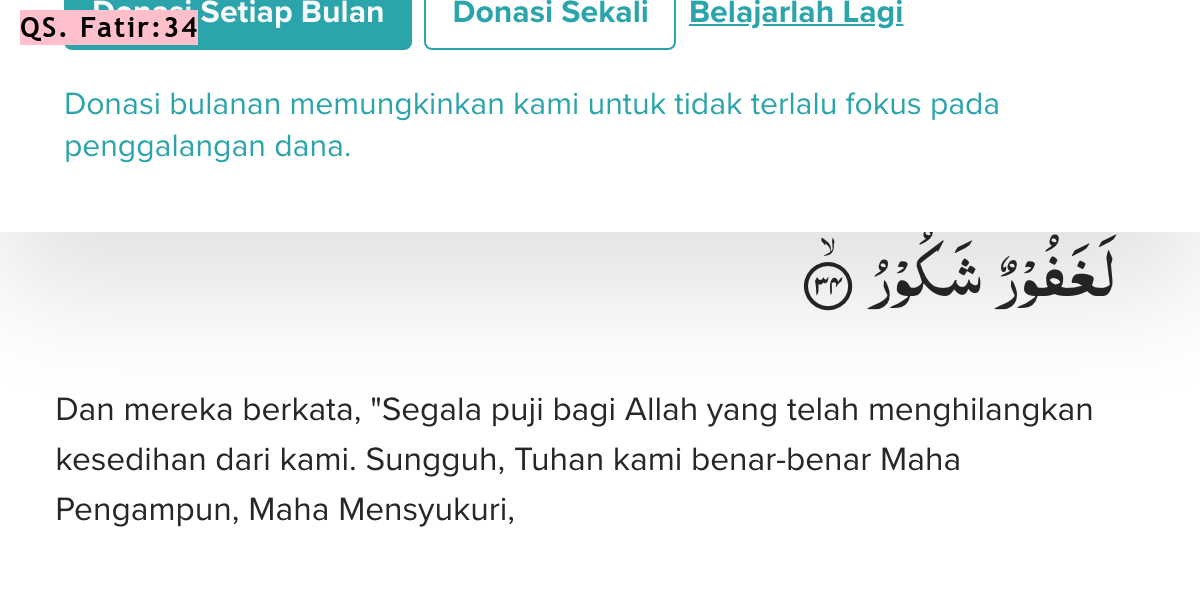 Donasi Setiap Bulan Donasi Sekali Belajarlah Lagi
QS. Fatir:34
Donasi bulanan memungkinkan kami untuk tidak terlalu fokus pada
penggalangan dana.
لَغَفُوْرٌ شَكُوْرٌۙ ۝٣٤
Dan mereka berkata, "Segala puji bagi Allah yang telah menghilangkan
kesedihan dari kami. Sungguh, Tuhan kami benar-benar Maha
Pengampun, Maha Mensyukuri,